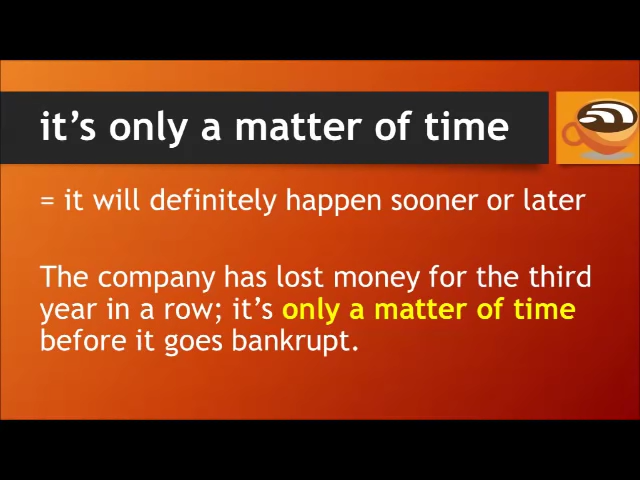 it’s only a matter of time
= it will definitely happen sooner or later
The company has lost money for the third
year in a row; it’s only a matter of time
before it goes bankrupt.